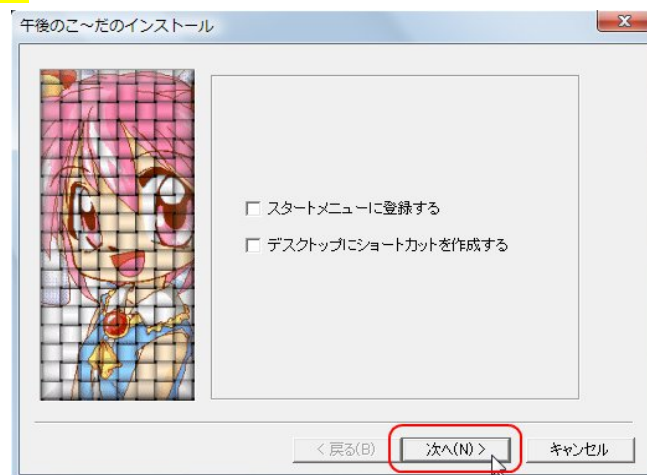 午後のこ～だのインストール
スタートメニューに登録する
デスクトップにショートカットを作成する
< 戻る(B)
次へ(N) >
キャンセル